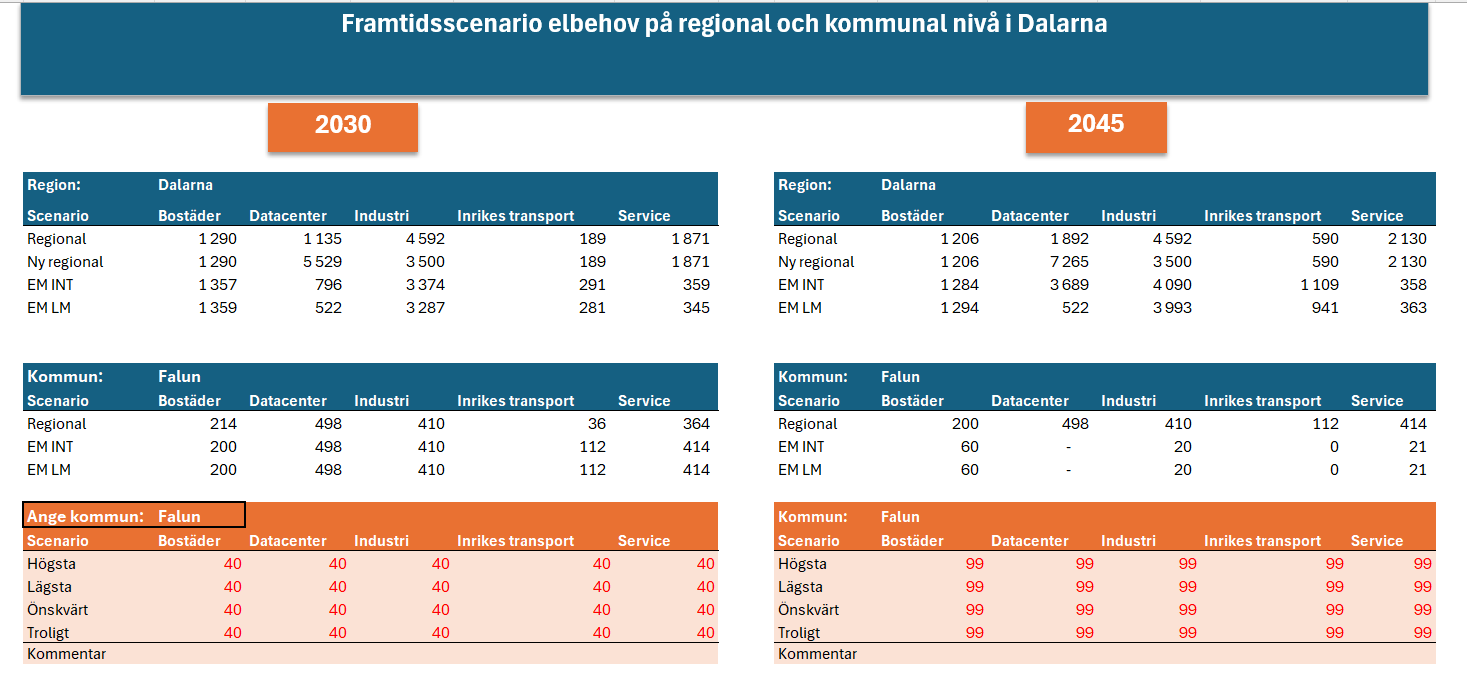 Framtidsscenario elbehov på regional och kommunal nivå i Dalarna
2030
Region: Dalarna
Scenario Bostäder Datacenter Industri Inrikes transport Service
Regional 1 290 1 135 4 592 189 1 871
Ny regional 1 290 5 529 3 500 189 1 871
EM INT 1 357 796 3 374 291 359
EM LM 1 359 522 3 287 281 345
Kommun: Falun
Scenario Bostäder Datacenter Industri Inrikes transport Service
Regional 214 498 410 36 364
EM INT 200 498 410 112 414
EM LM 200 498 410 112 414
Ange kommun: Falun
Scenario Bostäder Datacenter Industri Inrikes transport Service
Högsta 40 40 40 40 40
Lägsta 40 40 40 40 40
Önskvärt 40 40 40 40 40
Troligt 40 40 40 40 40
Kommentar
2045
Region: Dalarna
Scenario Bostäder Datacenter Industri Inrikes transport Service
Regional 1 206 1 892 4 592 590 2 130
Ny regional 1 206 7 265 3 500 590 2 130
EM INT 1 284 3 689 4 090 1 109 358
EM LM 1 294 522 3 993 941 363
Kommun: Falun
Scenario Bostäder Datacenter Industri Inrikes transport Service
Regional 200 498 410 112 414
EM INT 60 - 20 0 21
EM LM 60 - 20 0 21
Kommun: Falun
Scenario Bostäder Datacenter Industri Inrikes transport Service
Högsta 99 99 99 99 99
Lägsta 99 99 99 99 99
Önskvärt 99 99 99 99 99
Troligt 99 99 99 99 99
Kommentar